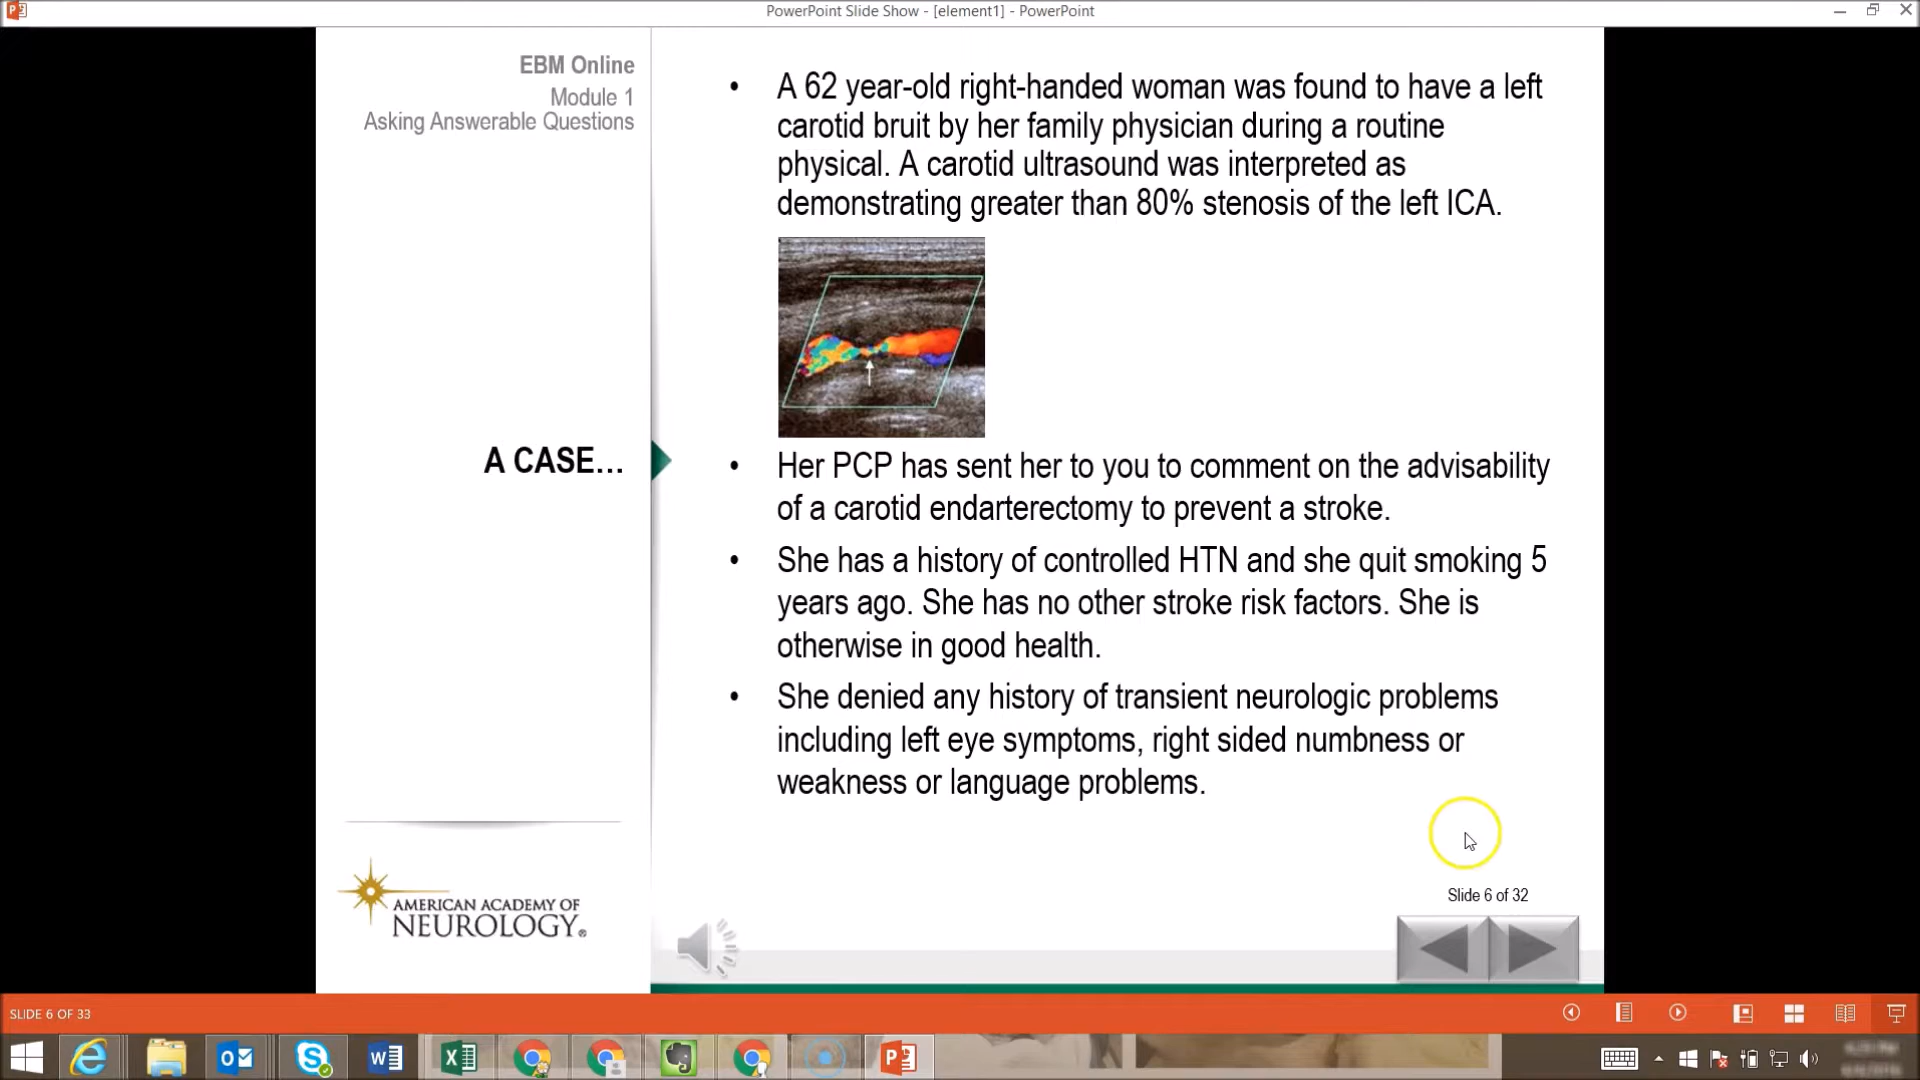 PowerPoint Slide Show - [element1] - PowerPoint
EBM Online
Module 1
Asking Answerable Questions
A CASE…
• A 62 year-old right-handed woman was found to have a left
carotid bruit by her family physician during a routine
physical. A carotid ultrasound was interpreted as
demonstrating greater than 80% stenosis of the left ICA.
• Her PCP has sent her to you to comment on the advisability
of a carotid endarterectomy to prevent a stroke.
• She has a history of controlled HTN and she quit smoking 5
years ago. She has no other stroke risk factors. She is
otherwise in good health.
• She denied any history of transient neurologic problems
including left eye symptoms, right sided numbness or
weakness or language problems.
AMERICAN ACADEMY OF
NEUROLOGY®
Slide 6 of 32
SLIDE 6 OF 33